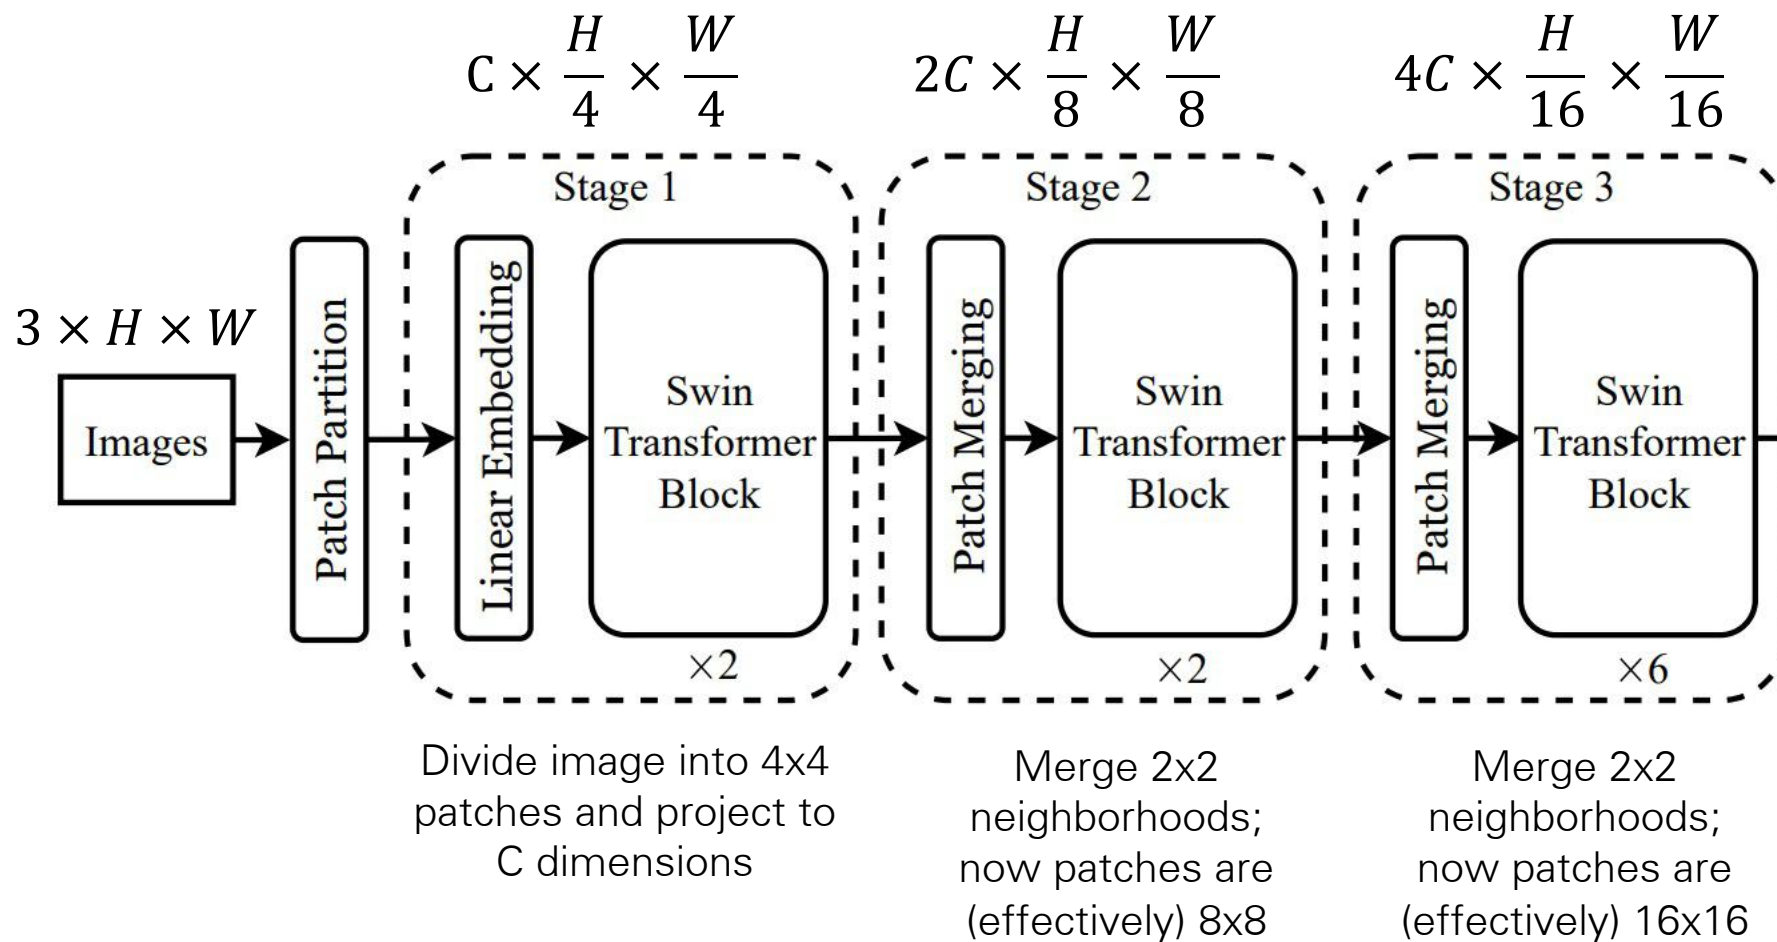 3 × H × W
Images
Patch Partition
C × H/4 × W/4
Stage 1
Linear Embedding
Swin
Transformer
Block
×2
Divide image into 4x4
patches and project to
C dimensions
2C × H/8 × W/8
Stage 2
Patch Merging
Swin
Transformer
Block
×2
Merge 2x2
neighborhoods;
now patches are
(effectively) 8x8
4C × H/16 × W/16
Stage 3
Patch Merging
Swin
Transformer
Block
×6
Merge 2x2
neighborhoods;
now patches are
(effectively) 16x16